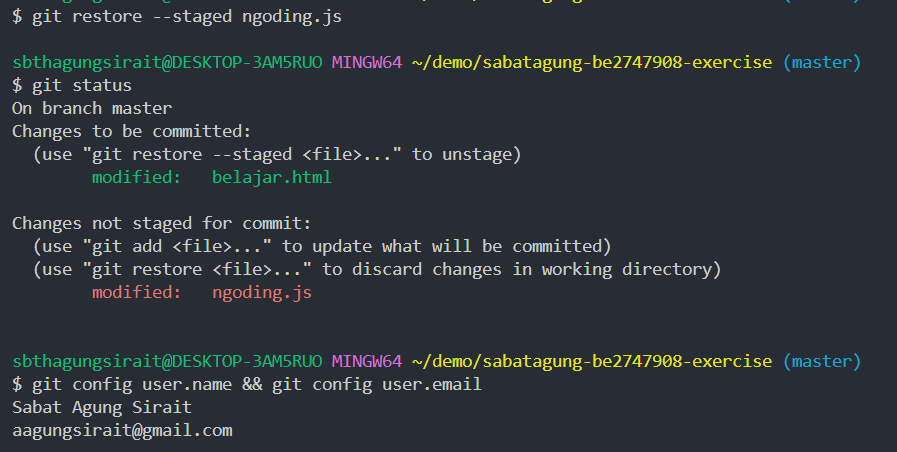 $ git restore --staged ngoding.js
sbthagungsirait@DESKTOP-3AM5RUO MINGW64 ~/demo/sabatagung-be2747908-exercise (master)
$ git status
On branch master
Changes to be committed:
  (use "git restore --staged <file>..." to unstage)
        modified:   belajar.html
Changes not staged for commit:
  (use "git add <file>..." to update what will be committed)
  (use "git restore <file>..." to discard changes in working directory)
        modified:   ngoding.js
sbthagungsirait@DESKTOP-3AM5RUO MINGW64 ~/demo/sabatagung-be2747908-exercise (master)
$ git config user.name && git config user.email
Sabat Agung Sirait
aagungsirait@gmail.com